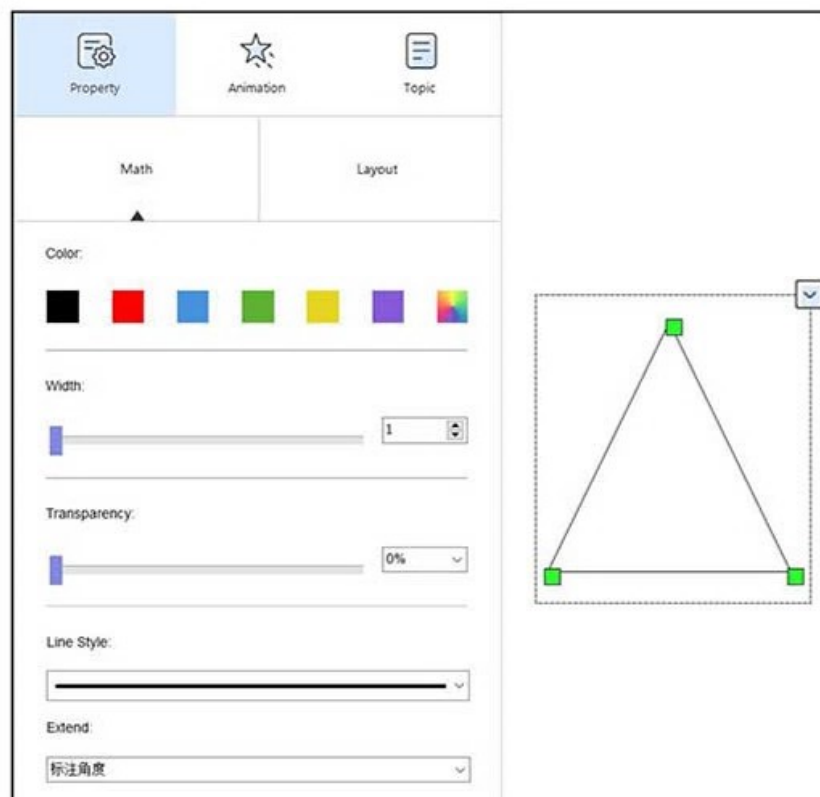 Property Animation Topic
Math Layout
Color:
Width:
1
Transparency:
0%
Line Style:
Extend:
标注角度